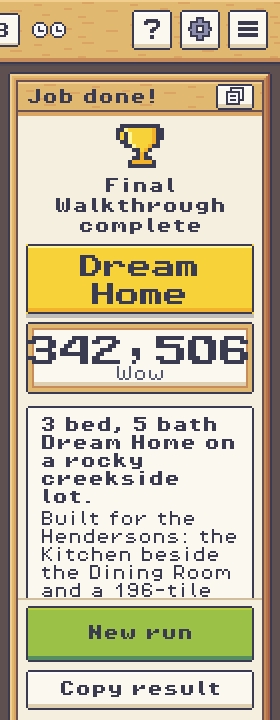 ?
Job done!
Final
Walkthrough
complete
Dream
Home
342,506
Wow
3 bed, 5 bath
Dream Home on
a rocky
creekside
lot.
Built for the
Hendersons: the
Kitchen beside
the Dining Room
and a 196-tile
New run
Copy result